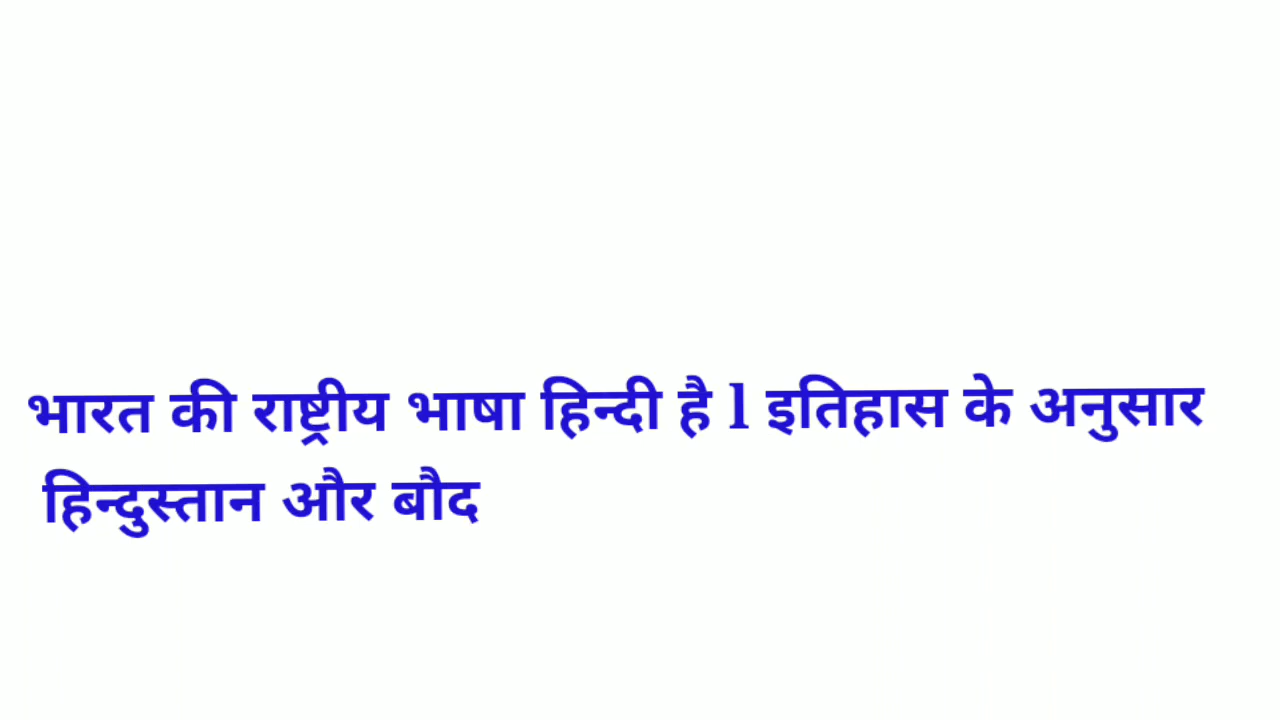 भारत की राष्ट्रीय भाषा हिन्दी है l इतिहास के अनुसार
हिन्दुस्तान और बौद